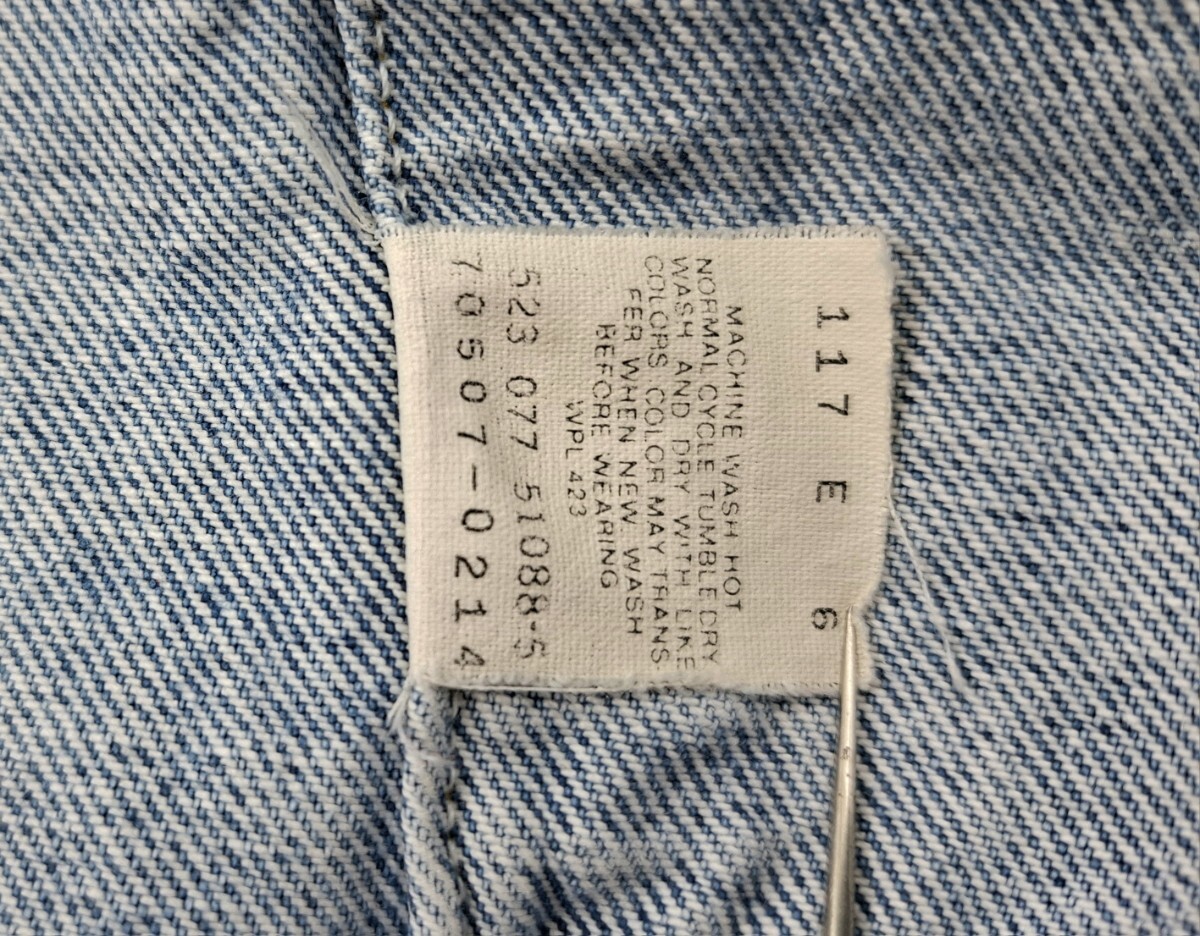 117 E 6
MACHINE WASH HOT
NORMAL CYCLE TUMBLE DRY
WASH AND DRY WITH LIKE
COLORS COLOR MAY TRANS
FER WHEN NEW. WASH
BEFORE WEARING
WPL 423
523 077 51088-5
70507-0214